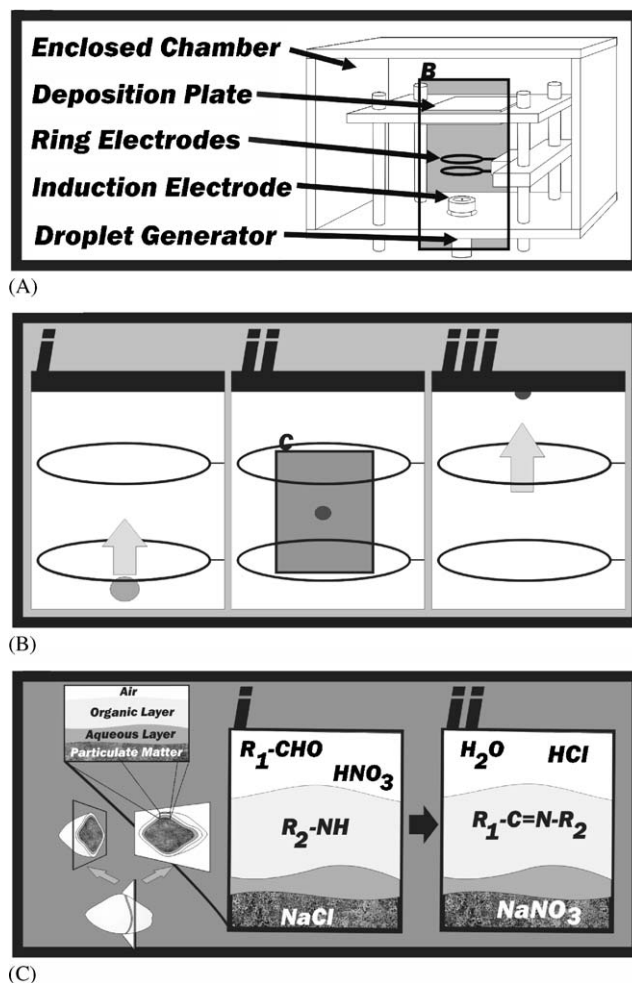 Enclosed Chamber
Deposition Plate
Ring Electrodes
Induction Electrode
Droplet Generator
B
(A)
i ii iii
C
(B)
Air
Organic Layer
Aqueous Layer
Particulate Matter
i
R₁-CHO
HNO₃
R₂-NH
NaCl
ii
H₂O HCl
R₁-C=N-R₂
NaNO₃
(C)